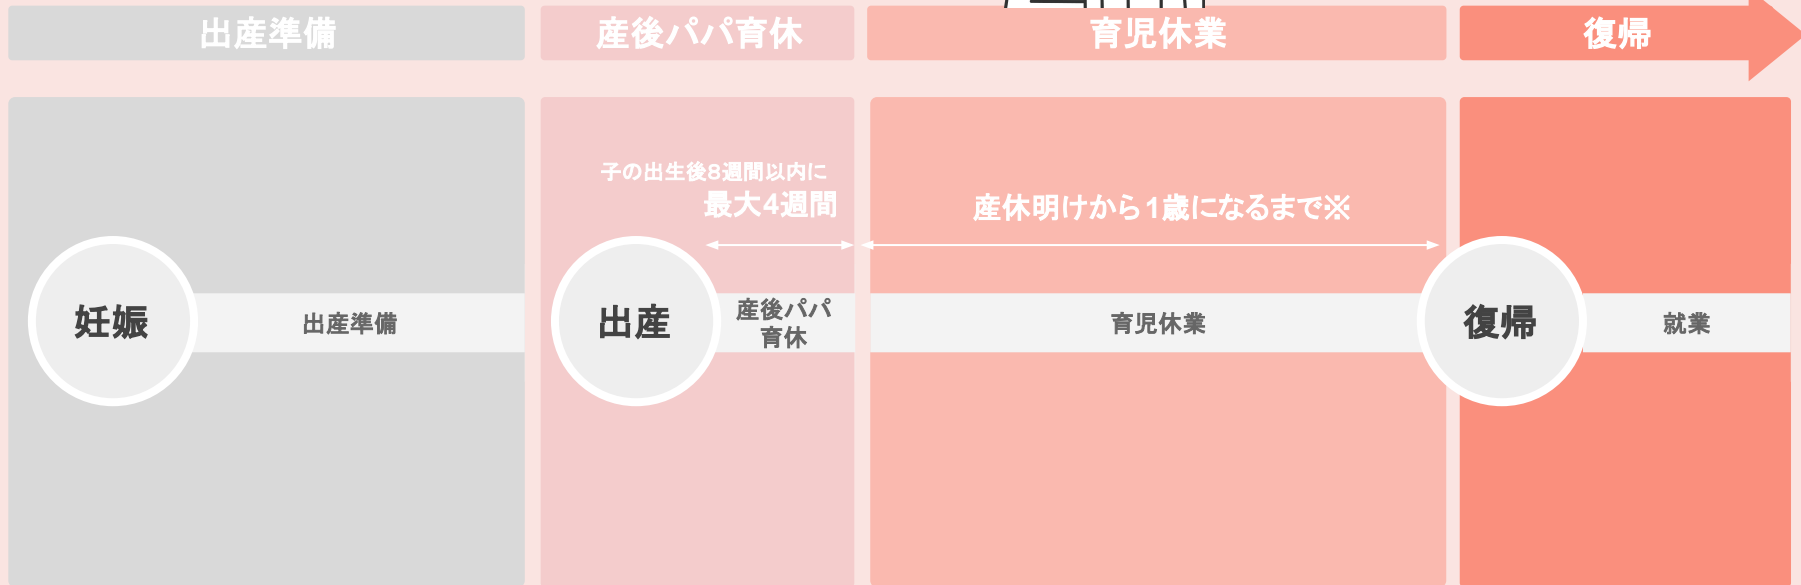 出産準備
産後パパ育休
育児休業
復帰
子の出生後8週間以内に
最大4週間
産休明けから1歳になるまで※
妊娠
出産準備
出産
産後パパ
育休
育児休業
復帰
就業